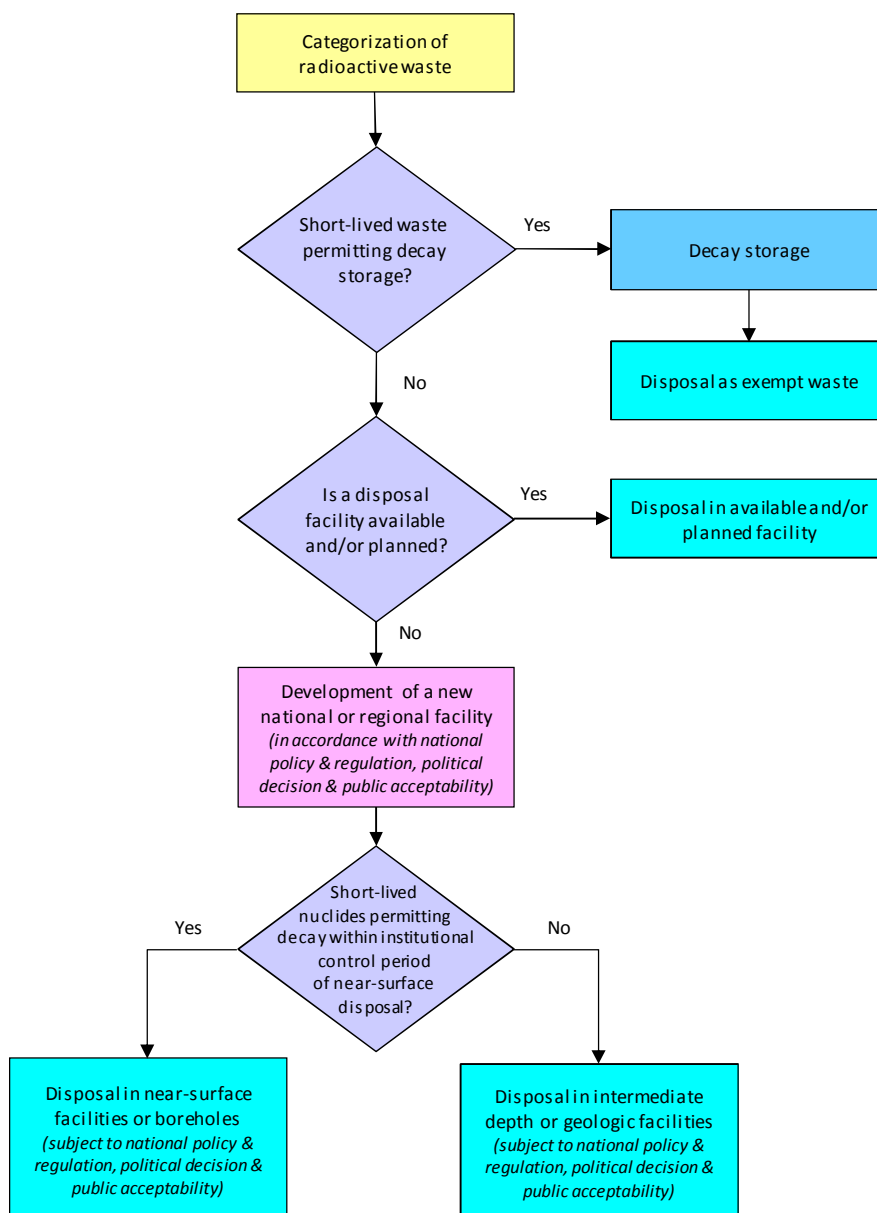 Categorization of
radioactive waste
Short-lived waste
permitting decay
storage?
Yes
Decay storage
Disposal as exempt waste
No
Is a disposal
facility available
and/or planned?
Yes
Disposal in available and/or
planned facility
No
Development of a new
national or regional facility
(in accordance with national
policy & regulation, political
decision & public acceptability)
Short-lived
nuclides permitting
decay within institutional
control period
of near-surface
disposal?
Yes
No
Disposal in near-surface
facilities or boreholes
(subject to national policy &
regulation, political decision &
public acceptability)
Disposal in intermediate
depth or geologic facilities
(subject to national policy &
regulation, political decision &
public acceptability)